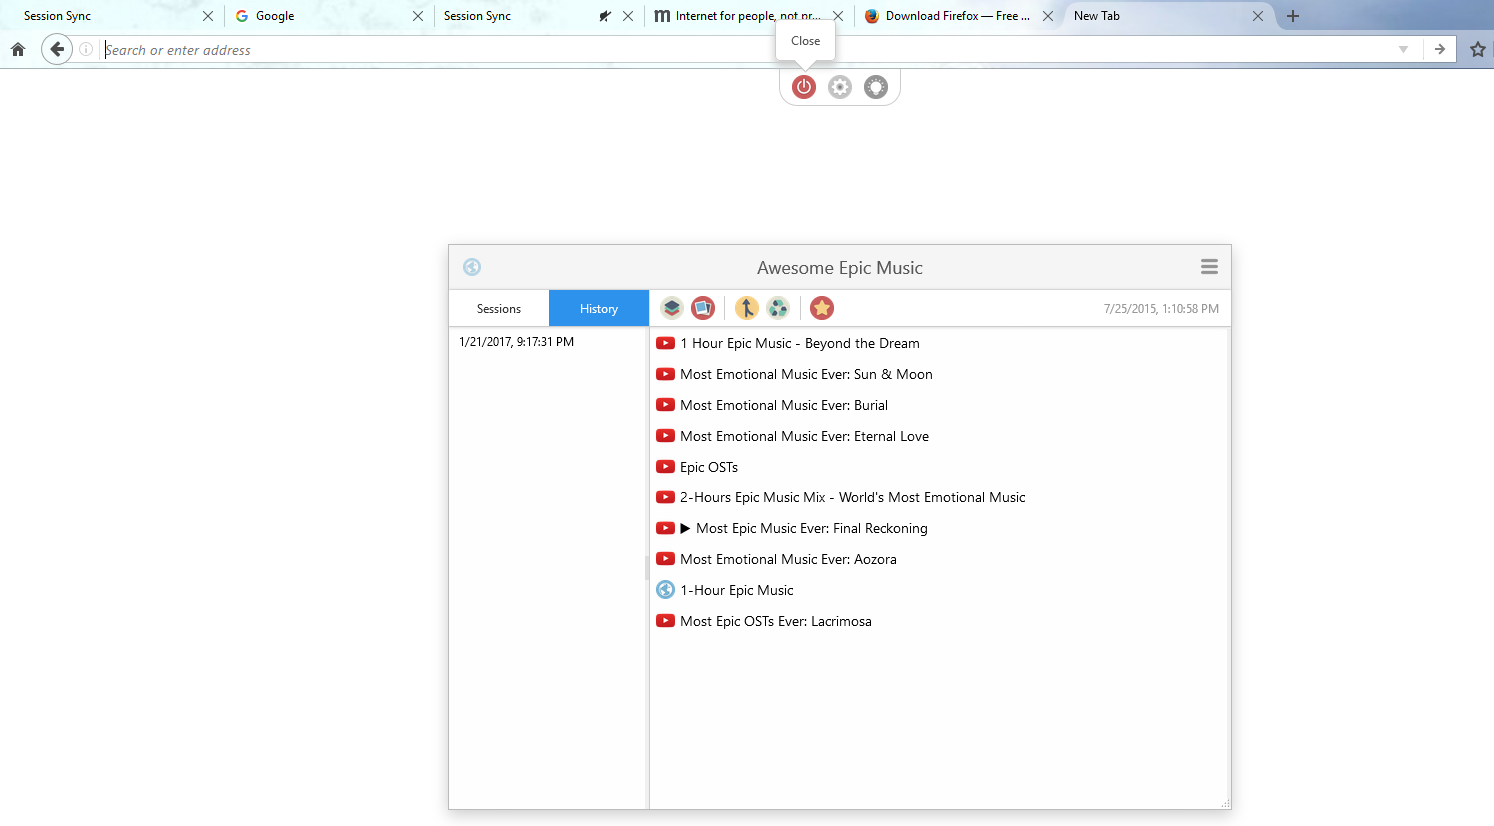 Session Sync
Google
Session Sync
Internet for people, not pr...
Download Firefox — Free ...
New Tab
Search or enter address
Close
Awesome Epic Music
Sessions
History
7/25/2015, 1:10:58 PM
1/21/2017, 9:17:31 PM
1 Hour Epic Music - Beyond the Dream
Most Emotional Music Ever: Sun & Moon
Most Emotional Music Ever: Burial
Most Emotional Music Ever: Eternal Love
Epic OSTs
2-Hours Epic Music Mix - World's Most Emotional Music
▶ Most Epic Music Ever: Final Reckoning
Most Emotional Music Ever: Aozora
1-Hour Epic Music
Most Epic OSTs Ever: Lacrimosa